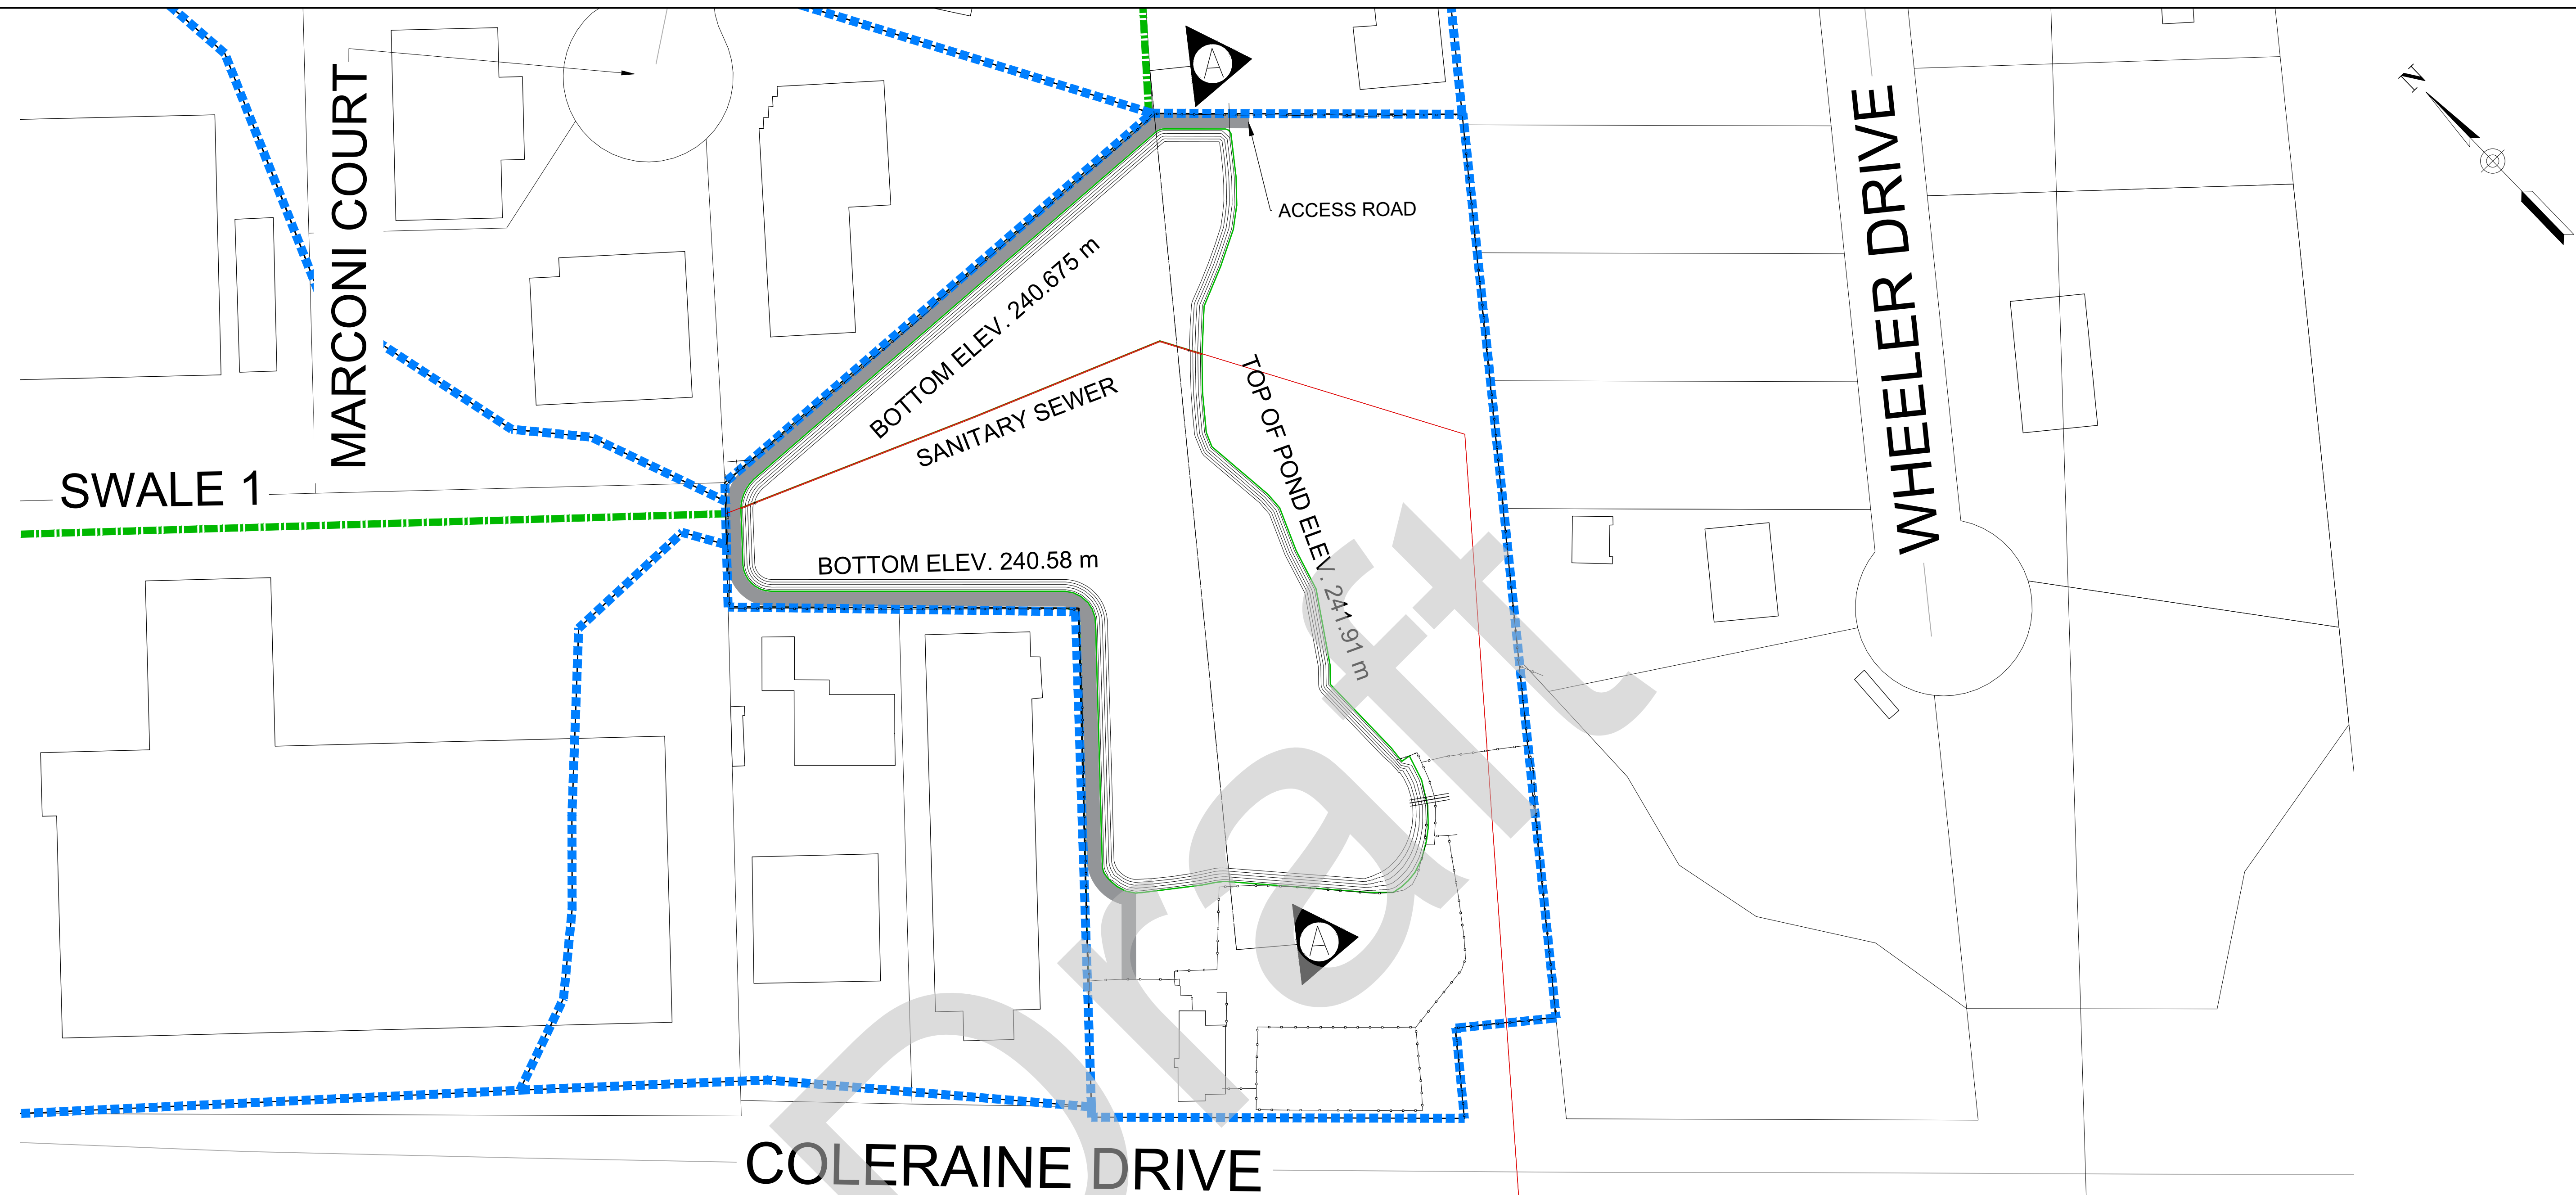 A
N
MARCONI COURT
WHEELER DRIVE
ACCESS ROAD
BOTTOM ELEV. 240.675 m
SANITARY SEWER
TOP OF POND ELEV. 241.91 m
SWALE 1
BOTTOM ELEV. 240.58 m
A
COLERAINE DRIVE
Draft